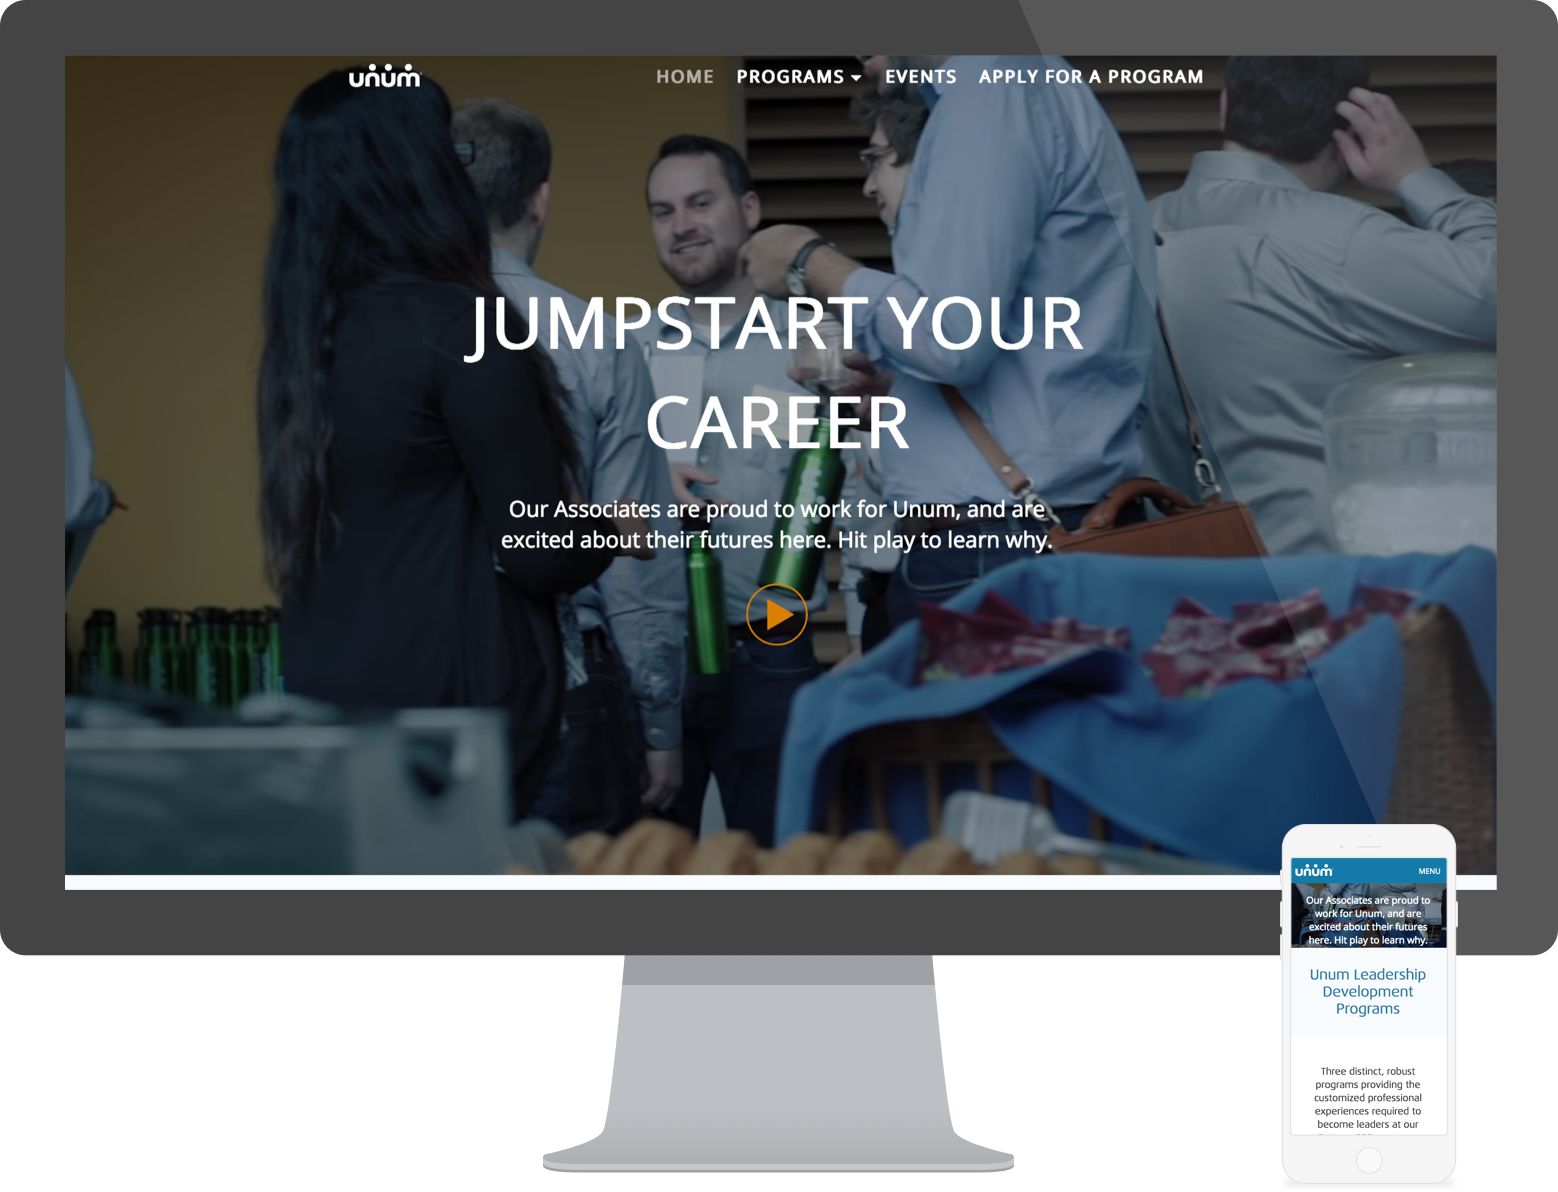 unum
HOME PROGRAMS EVENTS APPLY FOR A PROGRAM
JUMPSTART YOUR
CAREER
Our Associates are proud to work for Unum, and are
excited about their futures here. Hit play to learn why.
unum MENU
Our Associates are proud to
work for Unum, and are
excited about their futures
here. Hit play to learn why.
Unum Leadership
Development
Programs
Three distinct, robust
programs providing the
customized professional
experiences required to
become leaders at our